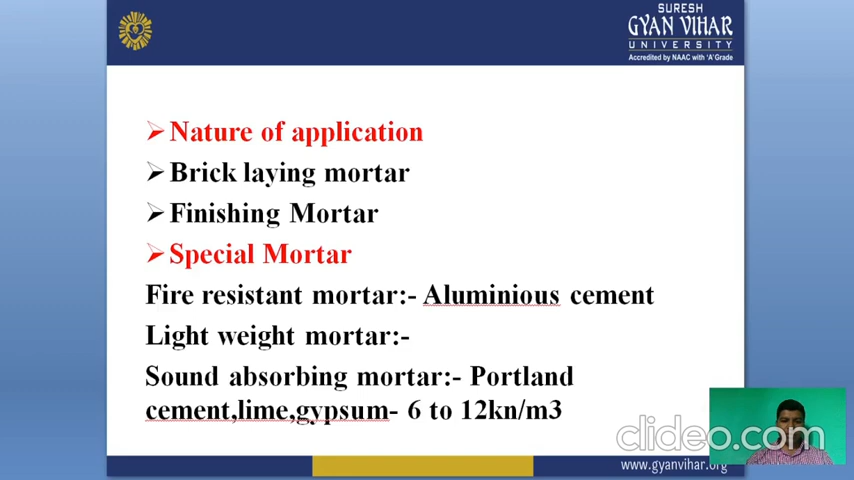 SURESH
GYAN VIHAR
UNIVERSITY
Accredited by NAAC with 'A' Grade
Nature of application
Brick laying mortar
Finishing Mortar
Special Mortar
Fire resistant mortar:- Aluminious cement
Light weight mortar:-
Sound absorbing mortar:- Portland
cement,lime,gypsum- 6 to 12kn/m3
clideo.com
www.gyanvihar.org